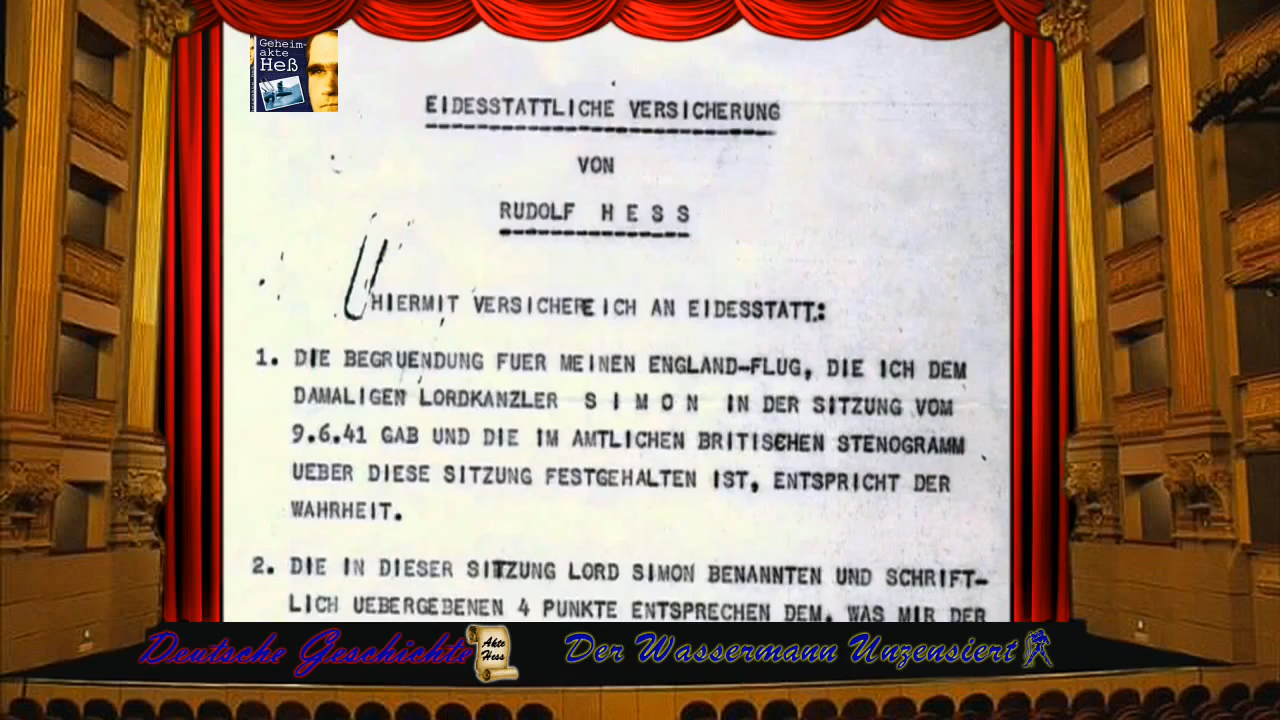 Geheim-
akte
Heß
EIDESSTATTLICHE VERSICHERUNG
VON
RUDOLF H E S S
HIERMIT VERSICHERE ICH AN EIDESSTATT:
1. DIE BEGRUENDUNG FUER MEINEN ENGLAND-FLUG, DIE ICH DEM
DAMALIGEN LORDKANZLER S I M O N IN DER SITZUNG VOM
9.6.41 GAB UND DIE IM AMTLICHEN BRITISCHEN STENOGRAMM
UEBER DIESE SITZUNG FESTGEHALTEN IST, ENTSPRICHT DER
WAHRHEIT.
2. DIE IN DIESER SITZUNG LORD SIMON BENANNTEN UND SCHRIFT-
LICH UEBERGEBENEN 4 PUNKTE ENTSPRECHEN DEM, WAS MIR DER
Deutsche Geschichte
Akte
Hess
Der Wassermann Unzensiert